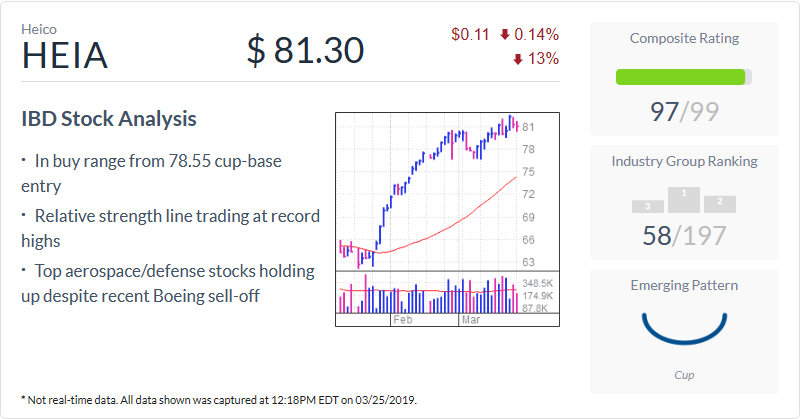 Heico
HEIA
$ 81.30
$0.11 0.14%
13%
IBD Stock Analysis
· In buy range from 78.55 cup-base
entry
· Relative strength line trading at record
highs
· Top aerospace/defense stocks holding
up despite recent Boeing sell-off
81
78
75
72
69
66
63
348.5K
174.9K
87.8K
Feb Mar
Composite Rating
97/99
Industry Group Ranking
3 1 2
58/197
Emerging Pattern
Cup
* Not real-time data. All data shown was captured at 12:18PM EDT on 03/25/2019.